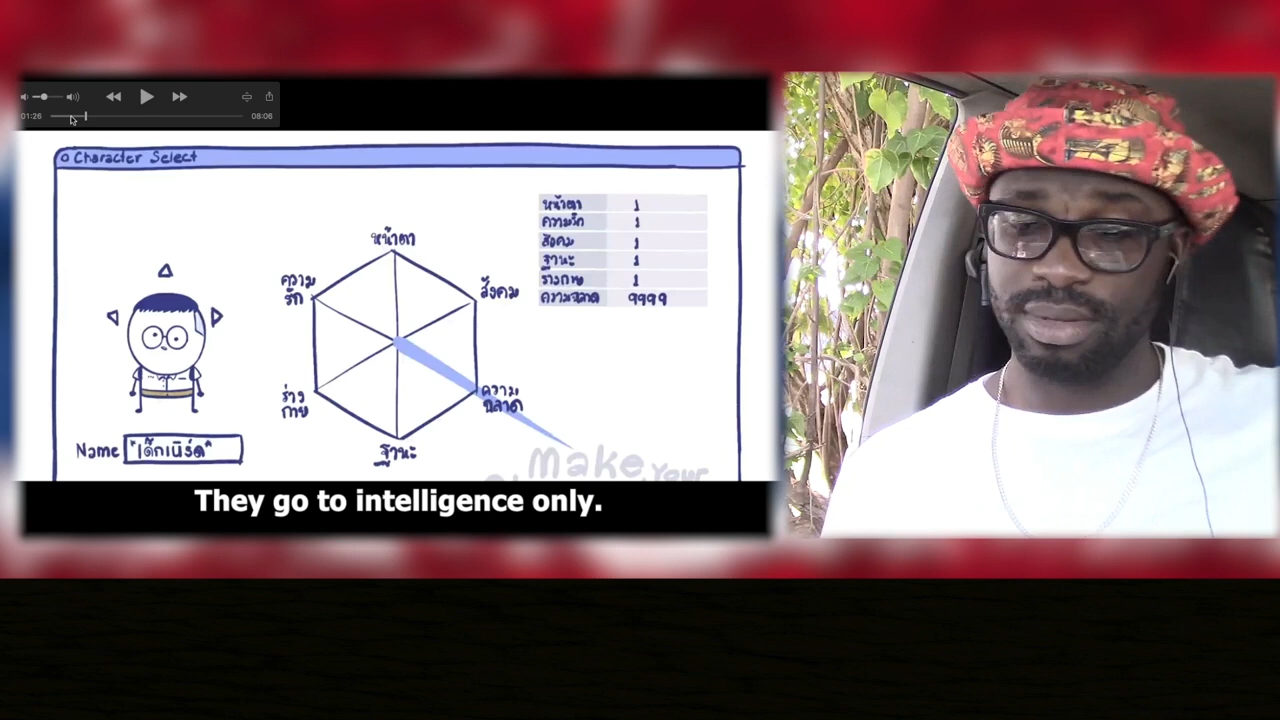 01:26
08:06
Character Select
หน้าตา 1
ความรัก 1
สังคม 1
ฐานะ 1
ร่างกาย 1
ความฉลาด 9999
หน้าตา
ความ
รัก
สังคม
ร่าง
กาย
ความ
ฉลาด
ฐานะ
Name "เด็กเนิร์ด"
Make Your
They go to intelligence only.